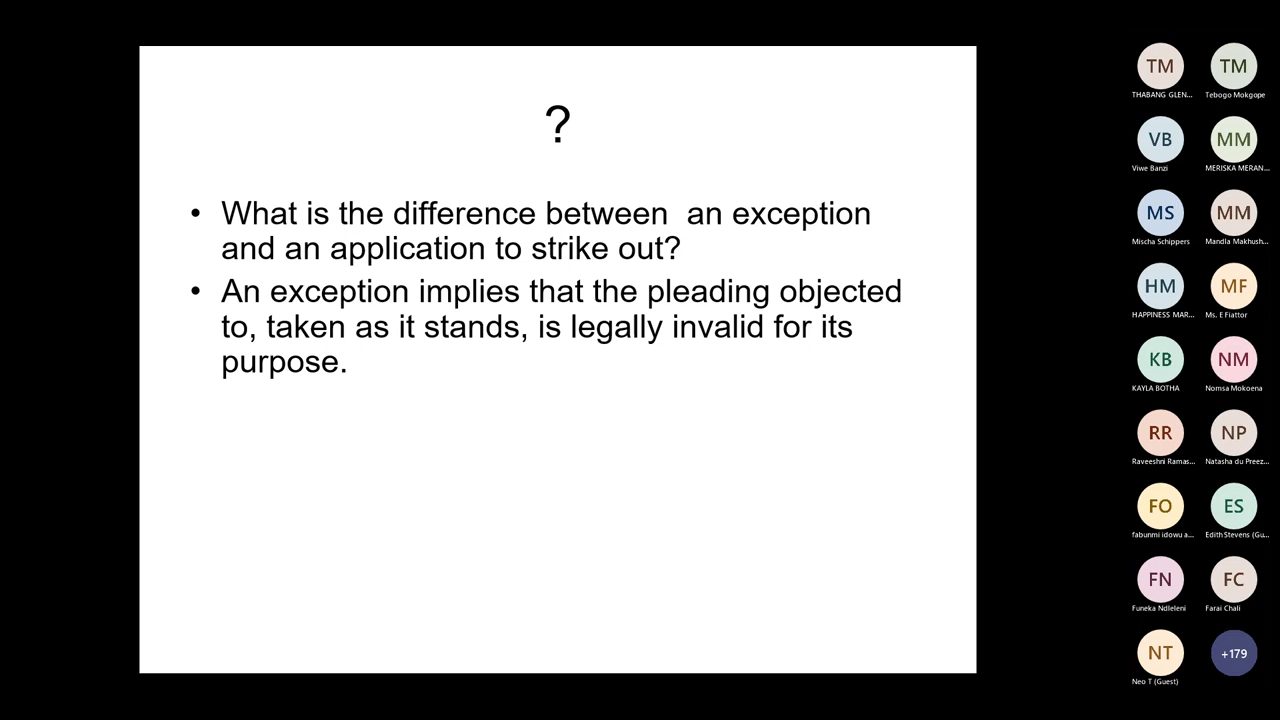 ?
• What is the difference between  an exception
and an application to strike out?
• An exception implies that the pleading objected
to, taken as it stands, is legally invalid for its
purpose.
TM
THABANG GLEN...
TM
Tebogo Mokgope
VB
Viwe Banzi
MM
MERISKA MERAN...
MS
Mischa Schippers
MM
Mandla Makhush...
HM
HAPPINESS MAR...
MF
Ms. E Fiattor
KB
KAYLA BOTHA
NM
Nomsa Mokoena
RR
Raveeshni Ramas...
NP
Natasha du Preez...
FO
fabunmi idowu a...
ES
Edith Stevens (Gu...
FN
Funeka Ndleleni
FC
Farai Chali
NT
Neo T (Guest)
+179